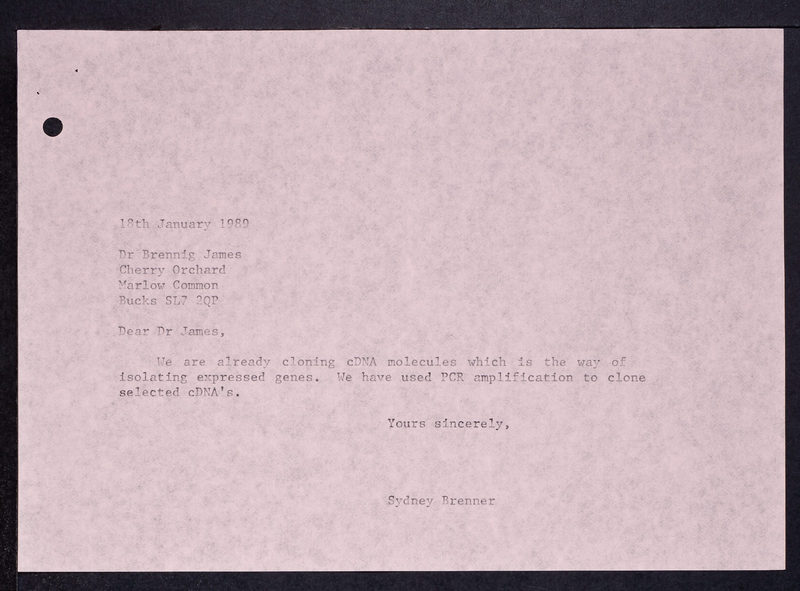 18th January 1989
Dr Brennig James
Cherry Orchard
Marlow Common
Bucks SL7 2QP
Dear Dr James,
We are already cloning cDNA molecules which is the way of
isolating expressed genes. We have used PCR amplification to clone
selected cDNA's.
Yours sincerely,
Sydney Brenner